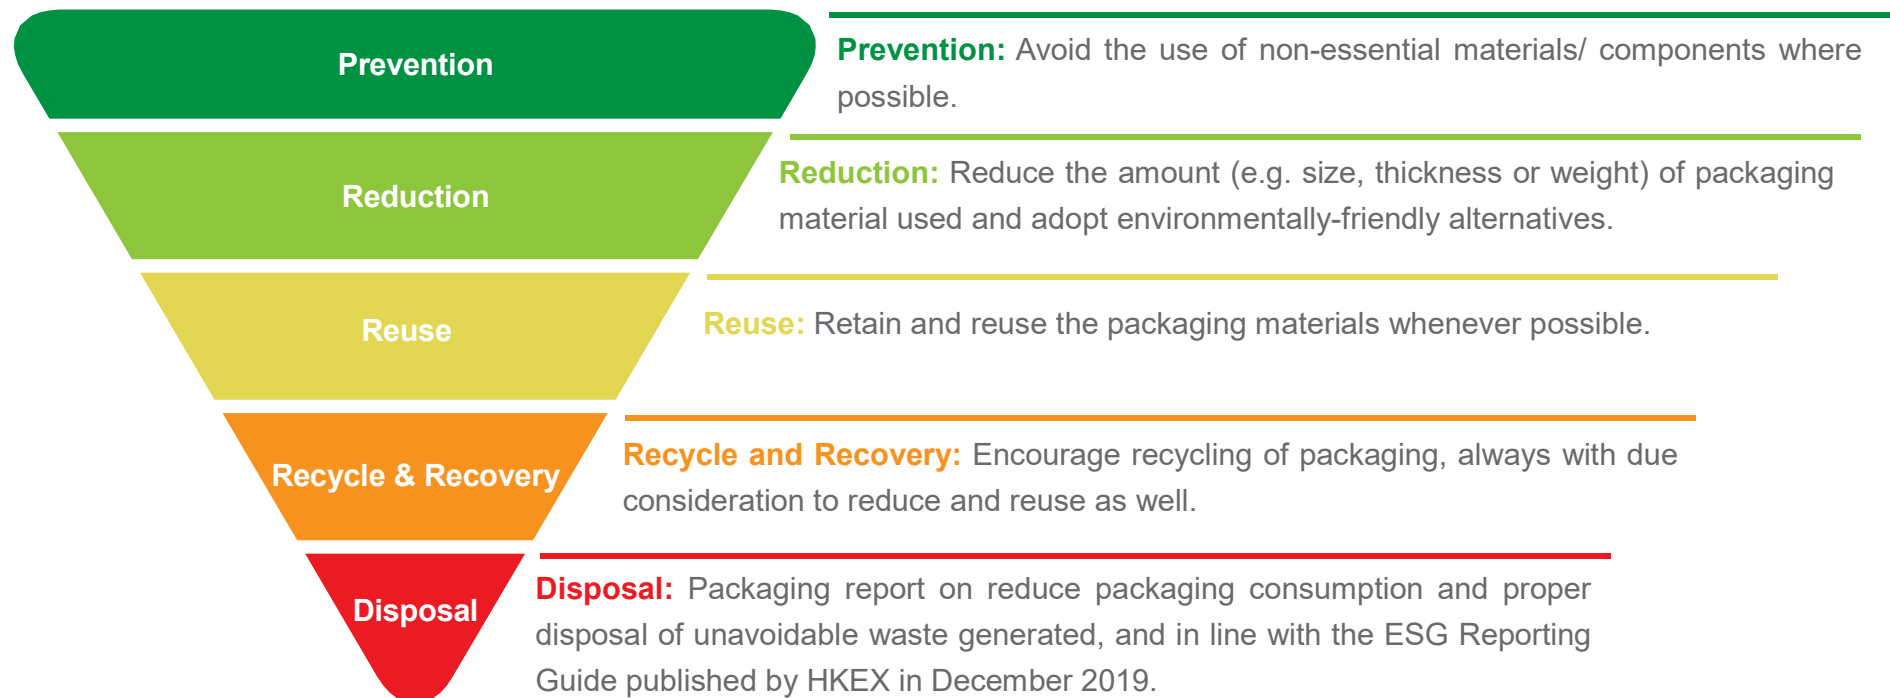 Prevention
Prevention: Avoid the use of non-essential materials/ components where
possible.
Reduction
Reduction: Reduce the amount (e.g. size, thickness or weight) of packaging
material used and adopt environmentally-friendly alternatives.
Reuse
Reuse: Retain and reuse the packaging materials whenever possible.
Recycle & Recovery
Recycle and Recovery: Encourage recycling of packaging, always with due
consideration to reduce and reuse as well.
Disposal
Disposal: Packaging report on reduce packaging consumption and proper
disposal of unavoidable waste generated, and in line with the ESG Reporting
Guide published by HKEX in December 2019.